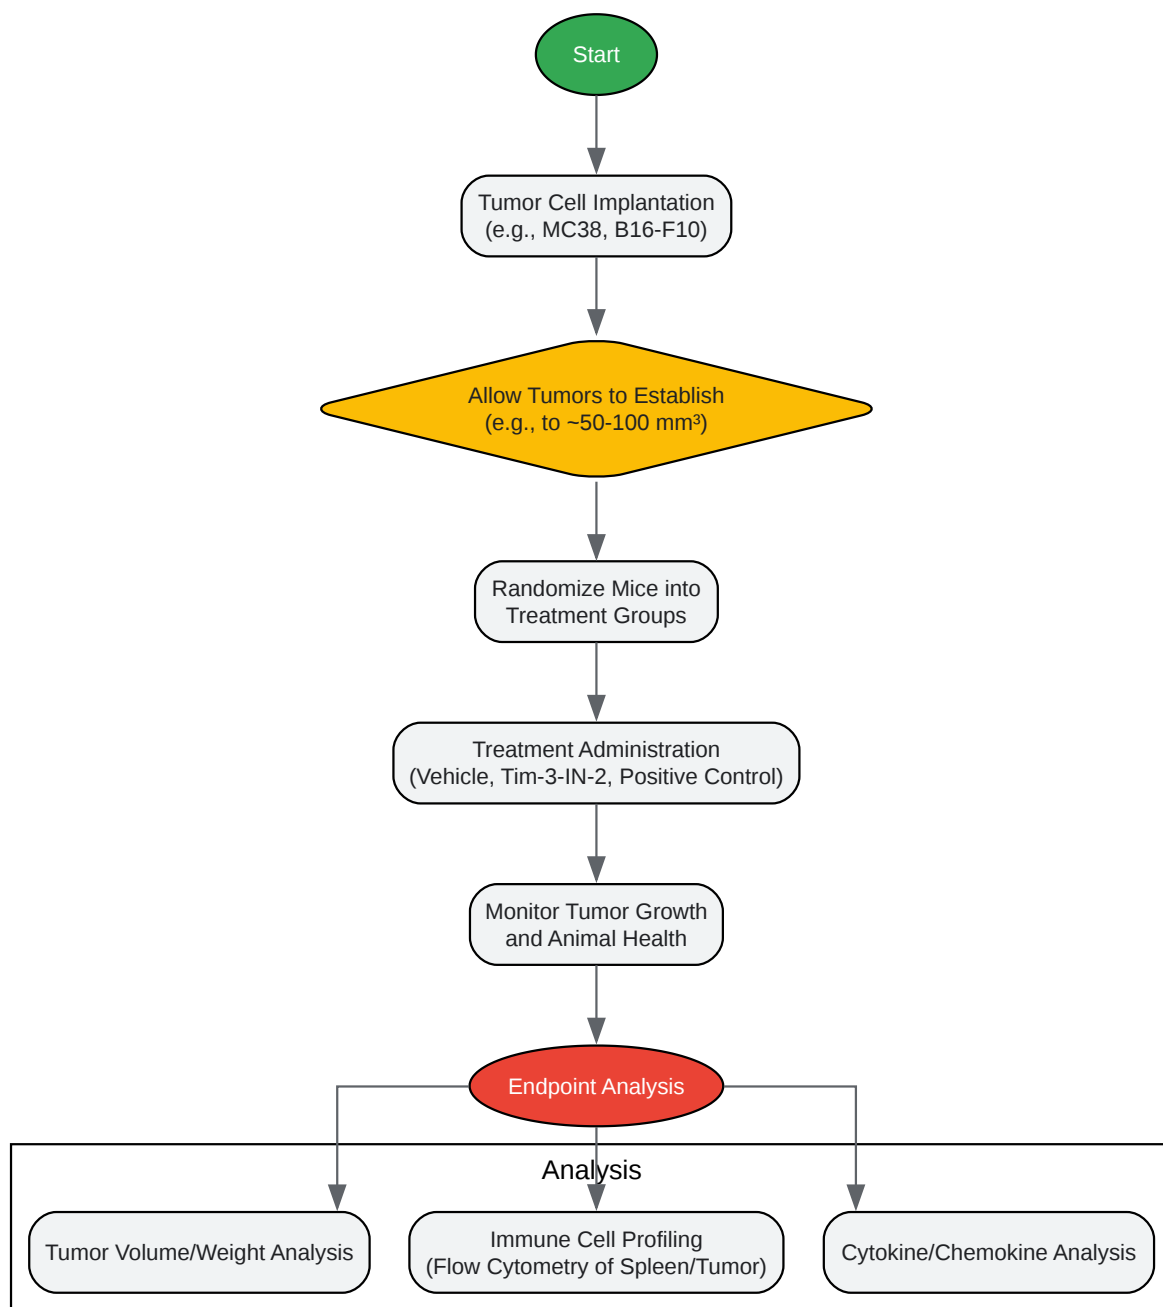 Start
Tumor Cell Implantation
(e.g., MC38, B16-F10)
Allow Tumors to Establish
(e.g., to ~50-100 mm³)
Randomize Mice into
Treatment Groups
Treatment Administration
(Vehicle, Tim-3-IN-2, Positive Control)
Monitor Tumor Growth
and Animal Health
Endpoint Analysis
Analysis
Tumor Volume/Weight Analysis
Immune Cell Profiling
(Flow Cytometry of Spleen/Tumor)
Cytokine/Chemokine Analysis